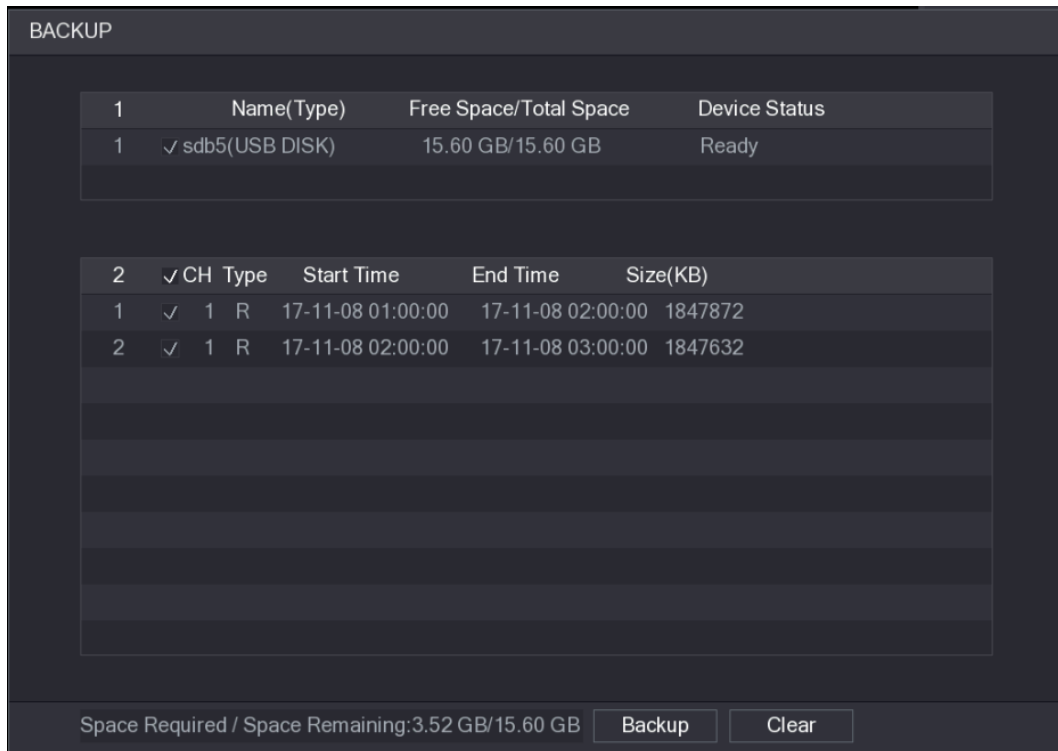 BACKUP
1 Name(Type) Free Space/Total Space Device Status
1 sdb5(USB DISK) 15.60 GB/15.60 GB Ready
2 CH Type Start Time End Time Size(KB)
1 1 R 17-11-08 01:00:00 17-11-08 02:00:00 1847872
2 1 R 17-11-08 02:00:00 17-11-08 03:00:00 1847632
Space Required / Space Remaining:3.52 GB/15.60 GB Backup Clear